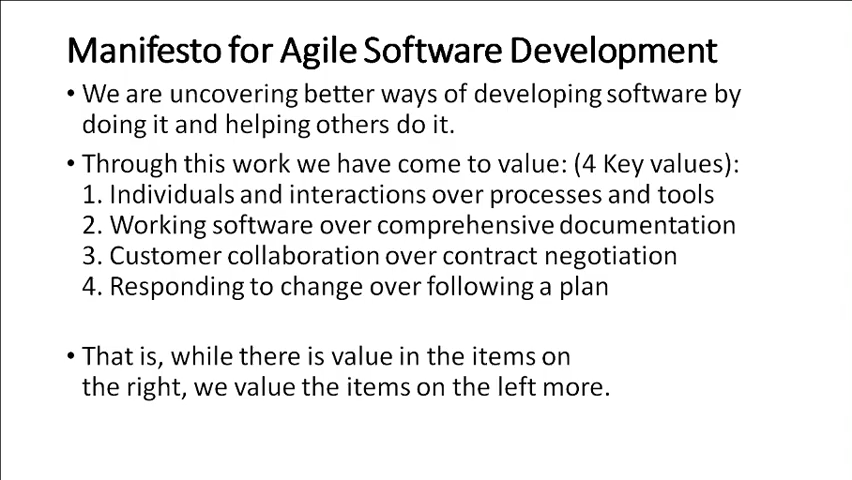 Manifesto for Agile Software Development
• We are uncovering better ways of developing software by
doing it and helping others do it.
• Through this work we have come to value: (4 Key values):
1. Individuals and interactions over processes and tools
2. Working software over comprehensive documentation
3. Customer collaboration over contract negotiation
4. Responding to change over following a plan
• That is, while there is value in the items on
the right, we value the items on the left more.